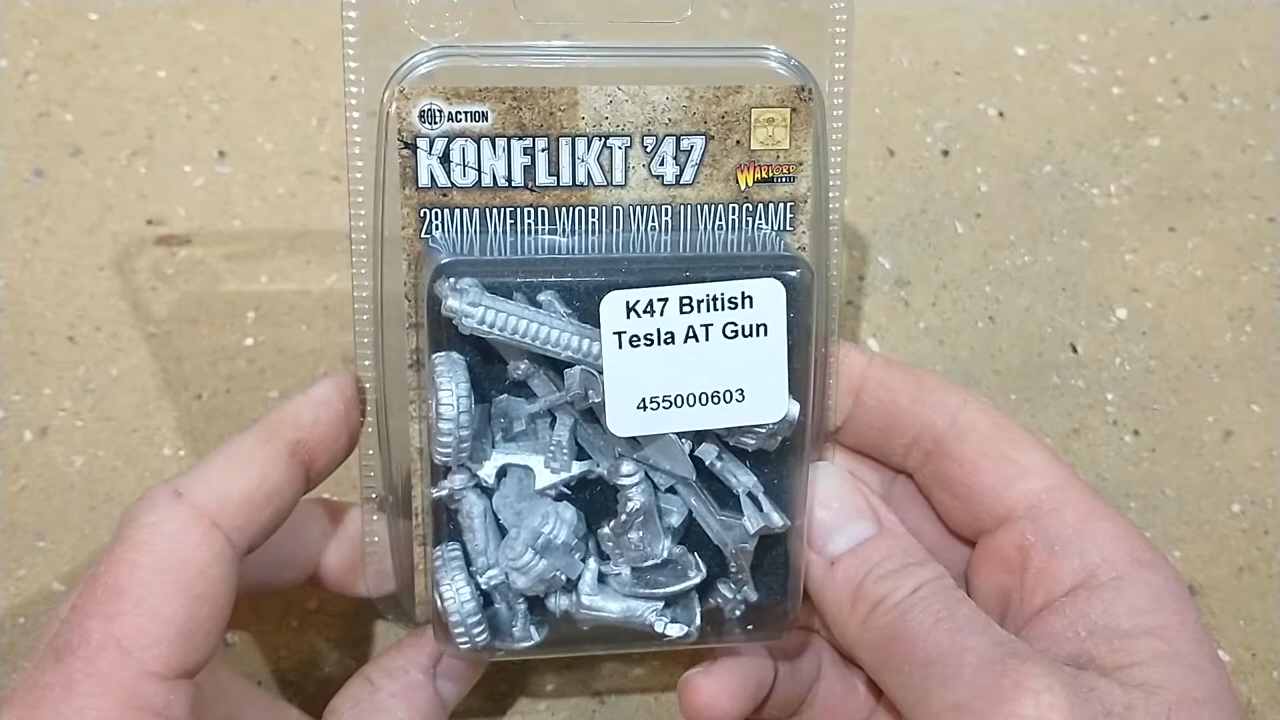 BOLT ACTION
KONFLIKT '47
WARLORD
GAMES
28MM WEIRD WORLD WAR II WARGAME
K47 British
Tesla AT Gun
455000603